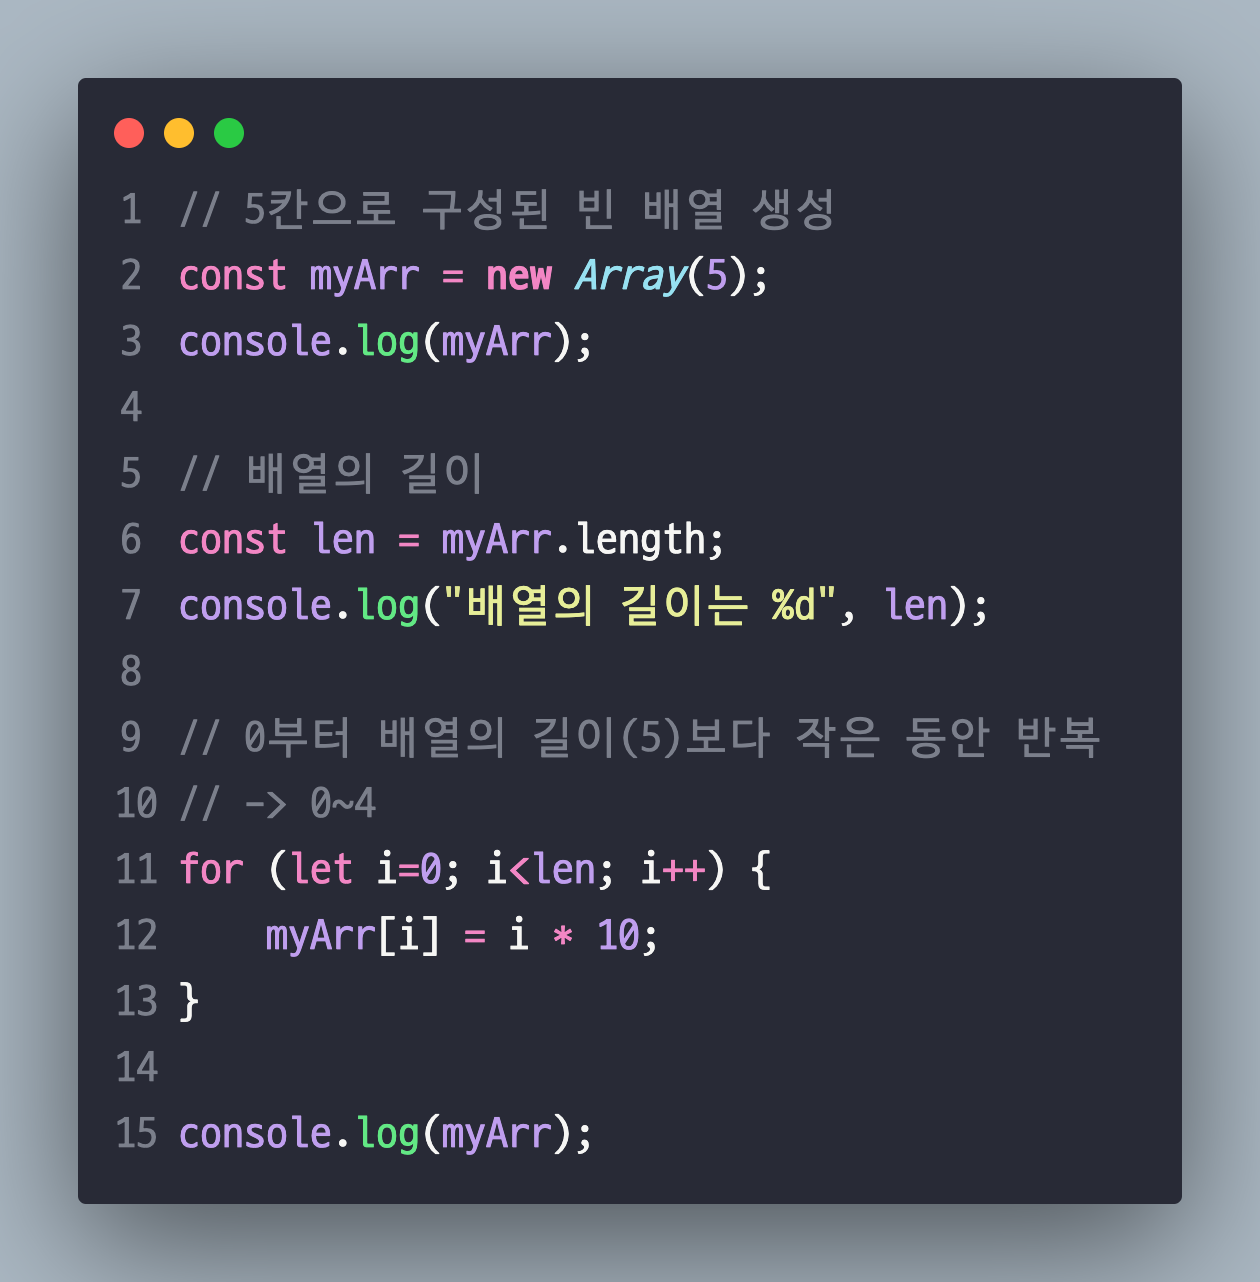 1 // 5칸으로 구성된 빈 배열 생성
2 const myArr = new Array(5);
3 console.log(myArr);
4
5 // 배열의 길이
6 const len = myArr.length;
7 console.log("배열의 길이는 %d", len);
8
9 // 0부터 배열의 길이(5)보다 작은 동안 반복
10 // -> 0~4
11 for (let i=0; i<len; i++) {
12     myArr[i] = i * 10;
13 }
14
15 console.log(myArr);